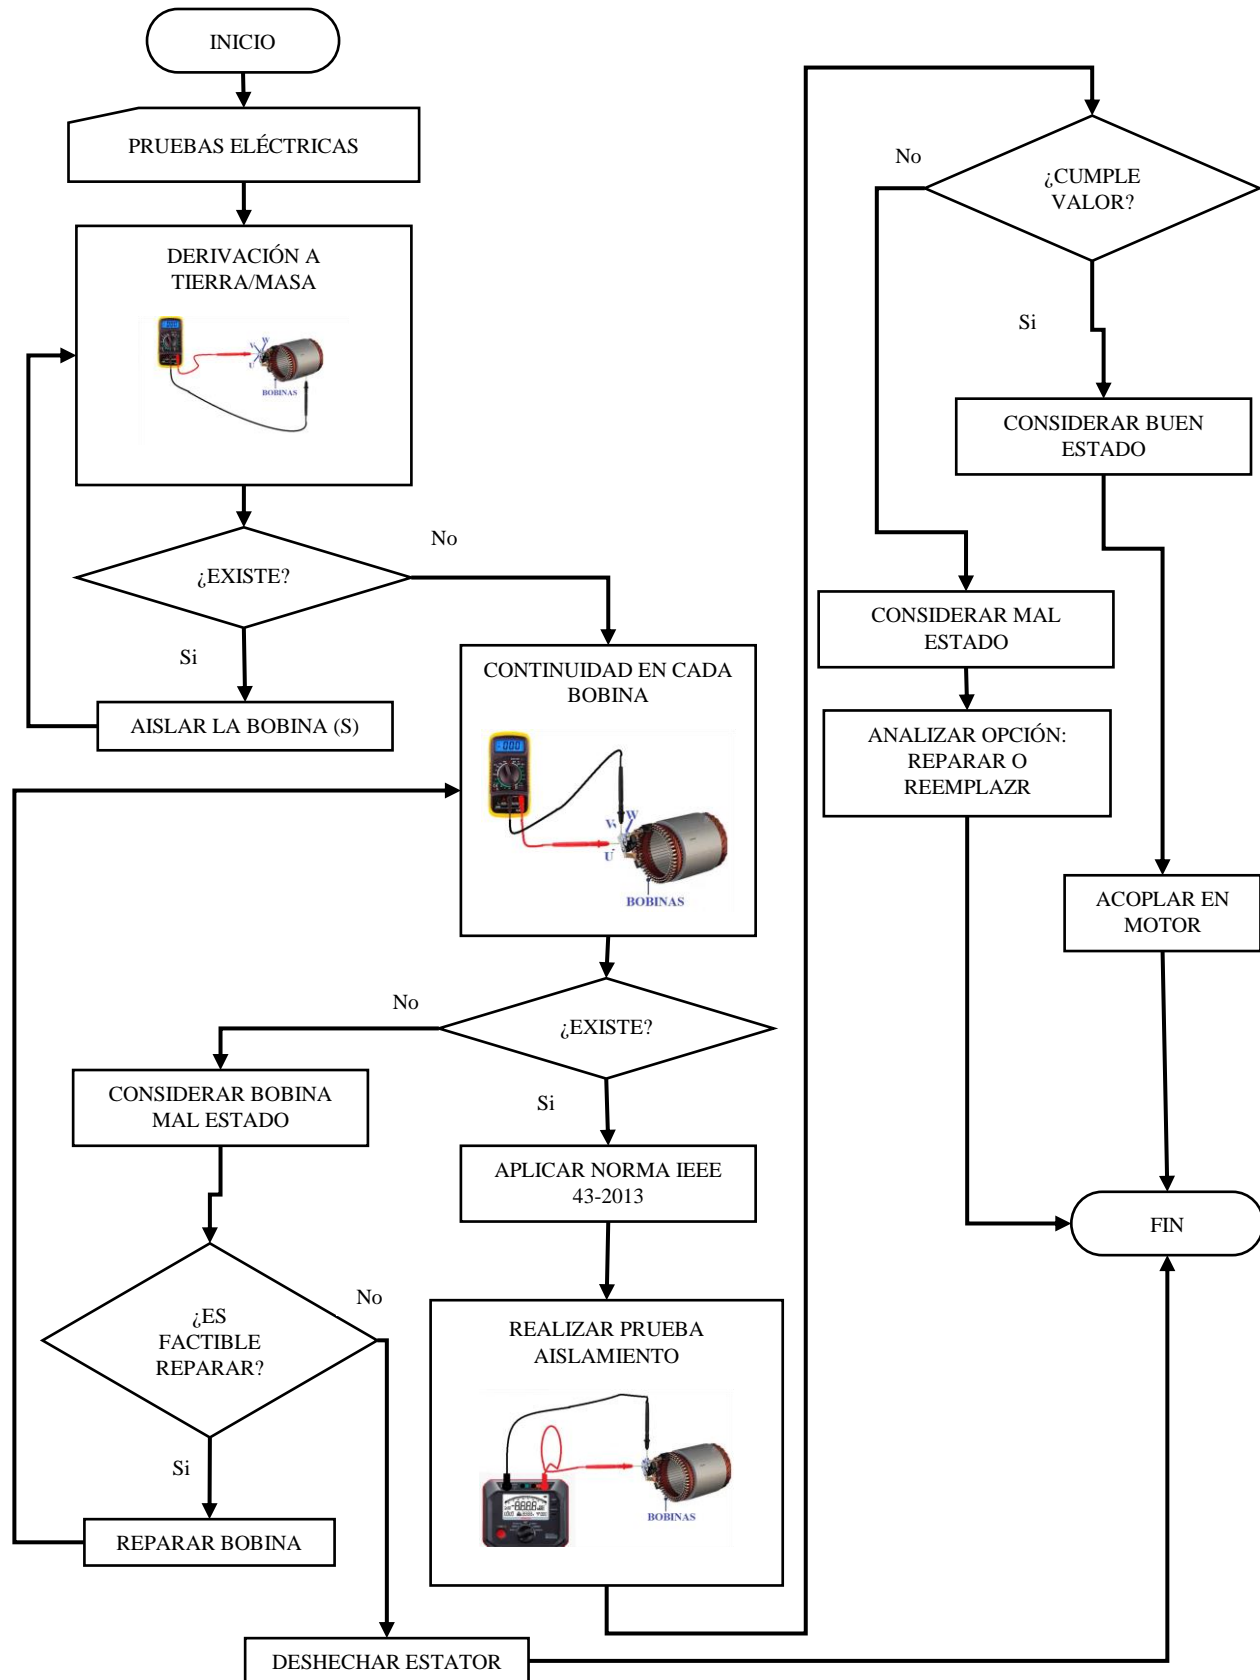 INICIO
PRUEBAS ELÉCTRICAS
DERIVACIÓN A
TIERRA/MASA
V
W
U
BOBINAS
¿EXISTE?
No
Si
AISLAR LA BOBINA (S)
CONTINUIDAD EN CADA
BOBINA
V
W
U
BOBINAS
¿EXISTE?
No
Si
CONSIDERAR BOBINA
MAL ESTADO
¿ES
FACTIBLE
REPARAR?
No
Si
REPARAR BOBINA
DESHECHAR ESTATOR
APLICAR NORMA IEEE
43-2013
REALIZAR PRUEBA
AISLAMIENTO
BOBINAS
¿CUMPLE
VALOR?
No
Si
CONSIDERAR BUEN
ESTADO
CONSIDERAR MAL
ESTADO
ANALIZAR OPCIÓN:
REPARAR O
REEMPLAZR
ACOPLAR EN
MOTOR
FIN